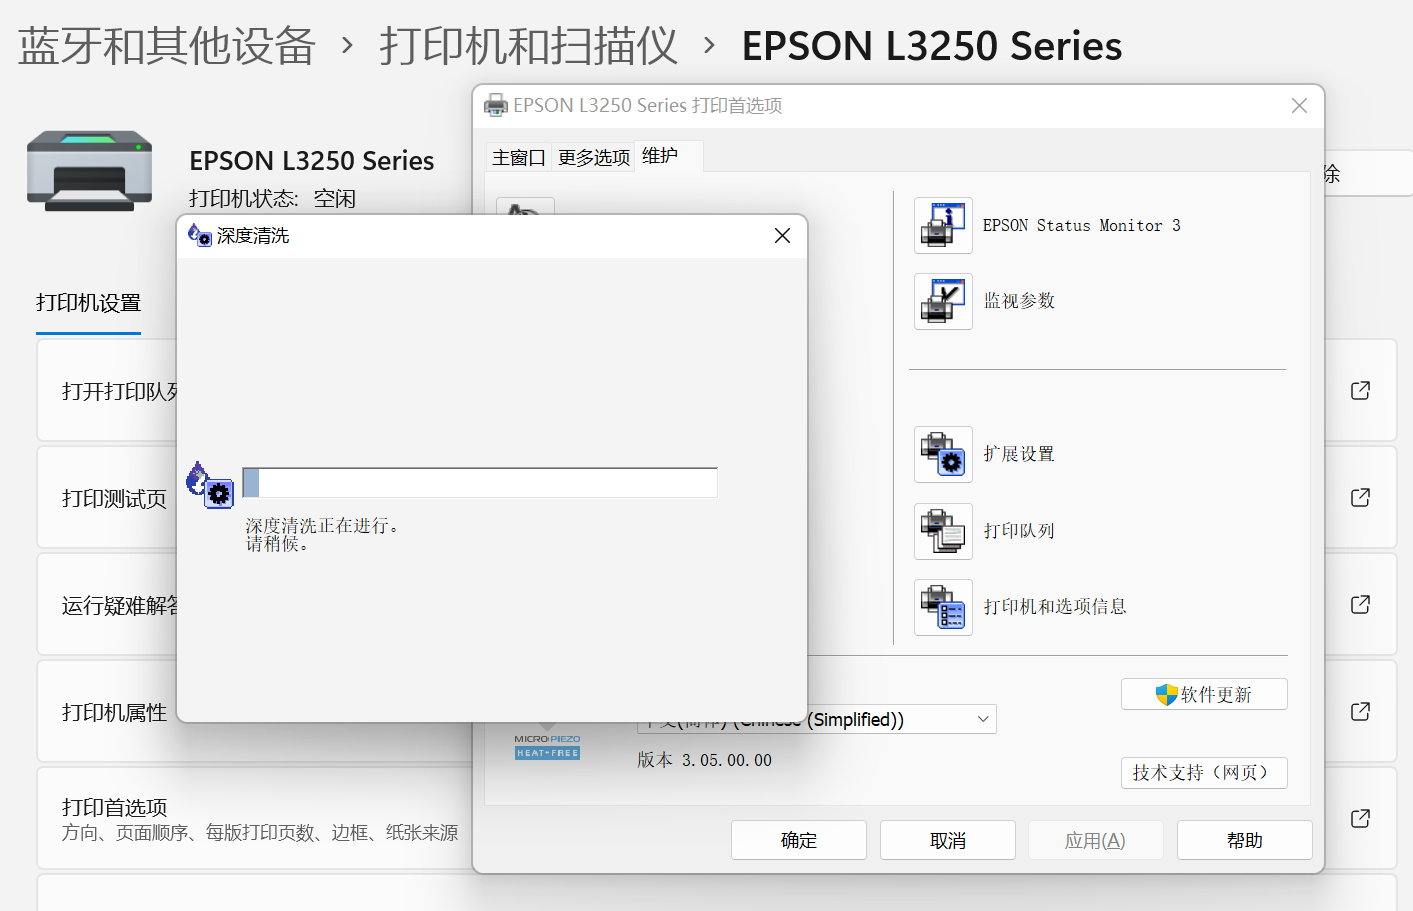 蓝牙和其他设备 › 打印机和扫描仪 › EPSON L3250 Series
EPSON L3250 Series
打印机状态: 空闲
打印机设置
打开打印队列
打印测试页
运行疑难解答
打印机属性
打印首选项
方向、页面顺序、每版打印页数、边框、纸张来源
除
EPSON L3250 Series 打印首选项
主窗口
更多选项
维护
EPSON Status Monitor 3
监视参数
扩展设置
打印队列
打印机和选项信息
深度清洗
深度清洗正在进行。
请稍候。
(Simplified))
MICRO PIEZO
HEAT-FREE
版本 3.05.00.00
软件更新
技术支持（网页）
确定
取消
应用(A)
帮助